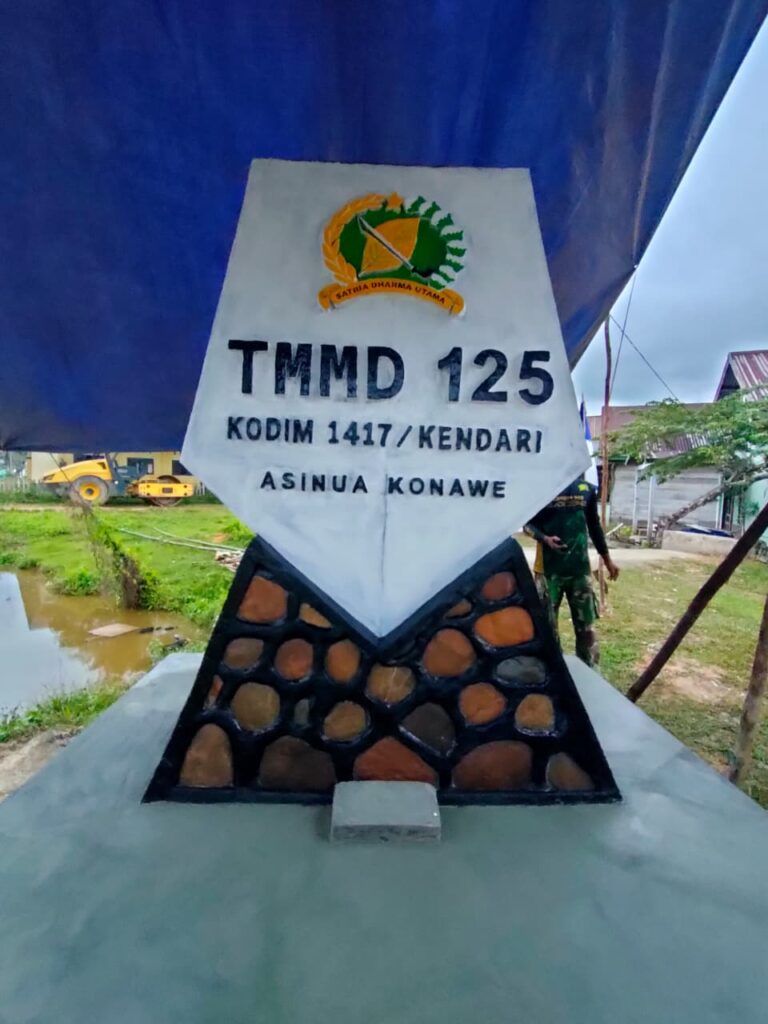 SATRIA DHARMA UTAMA
TMMD 125
KODIM 1417/KENDARI
ASINUA KONAWE